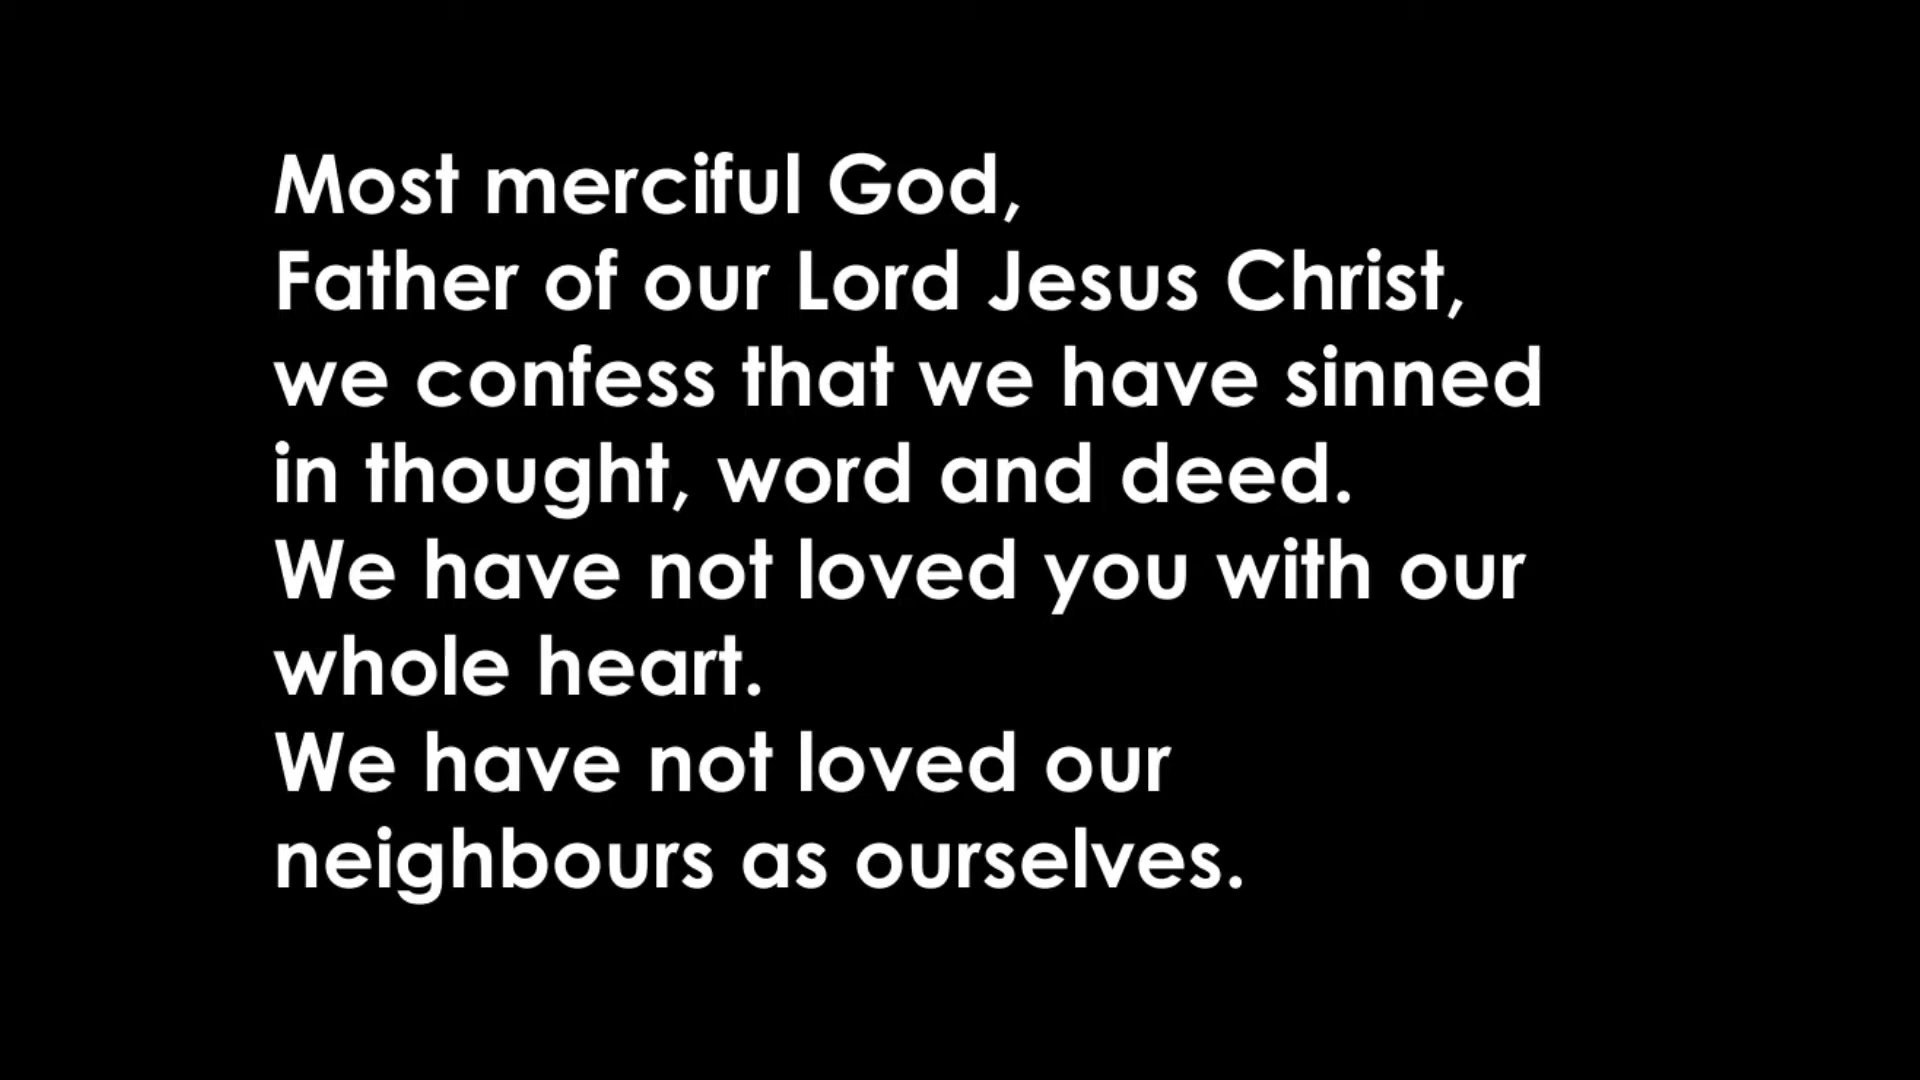 Most merciful God,
Father of our Lord Jesus Christ,
we confess that we have sinned
in thought, word and deed.
We have not loved you with our
whole heart.
We have not loved our
neighbours as ourselves.